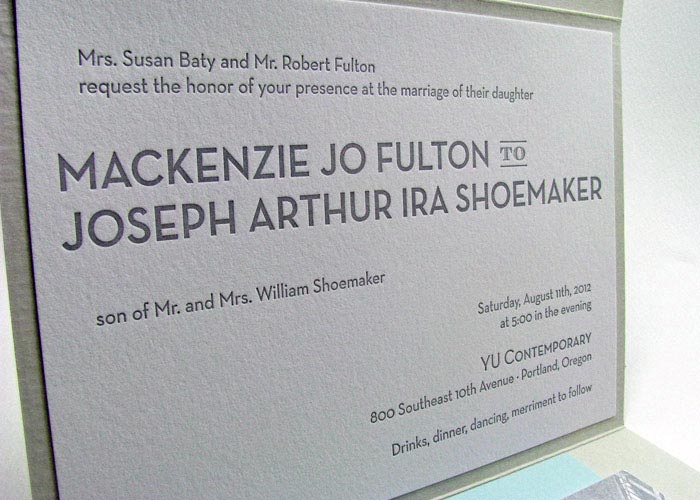 Mrs. Susan Baty and Mr. Robert Fulton
request the honor of your presence at the marriage of their daughter
MACKENZIE JO FULTON TO
JOSEPH ARTHUR IRA SHOEMAKER
son of Mr. and Mrs. William Shoemaker
Saturday, August 11th, 2012
at 5:00 in the evening
YU CONTEMPORARY
800 Southeast 10th Avenue - Portland, Oregon
Drinks, dinner, dancing, merriment to follow